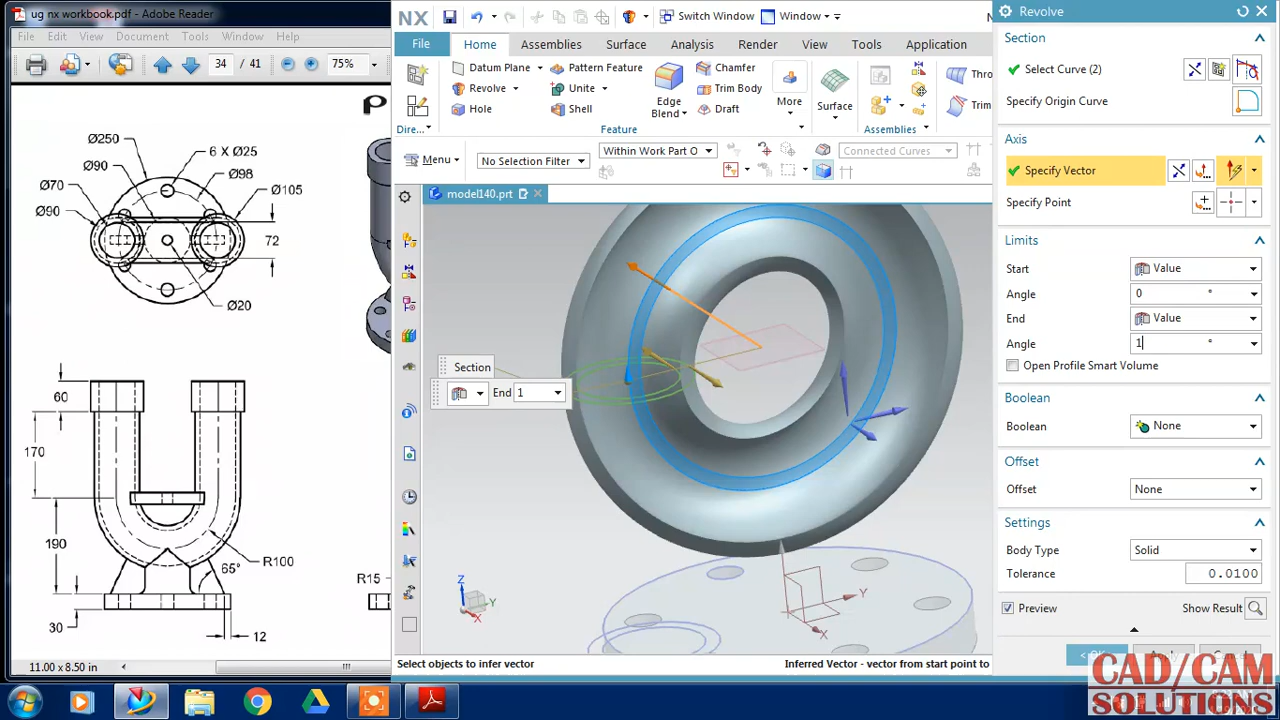 ug nx workbook.pdf - Adobe Reader
File Edit View Document Tools Window Help
34 / 41 75%
P
Ø250
6 X Ø25
Ø90
Ø98
Ø70
Ø105
Ø90
72
Ø20
60
170
190
R100
65°
R15
30
12
11.00 x 8.50 in
NX
Switch Window
Window
File Home Assemblies Surface Analysis Render View Tools Application
Datum Plane
Pattern Feature
Chamfer
Revolve
Unite
Trim Body
Hole
Shell
Edge Blend
Draft
More
Surface
Thro
Trim
Dire...
Feature
Assemblies
Menu
No Selection Filter
Within Work Part O
Connected Curves
model140.prt
Section
End 1
Z
Y
X
Y
X
Select objects to infer vector
Inferred Vector - vector from start point to
Revolve
Section
Select Curve (2)
Specify Origin Curve
Axis
Specify Vector
Specify Point
Limits
Start Value
Angle 0 °
End Value
Angle 1 °
Open Profile Smart Volume
Boolean
Boolean None
Offset
Offset None
Settings
Body Type Solid
Tolerance 0.0100
Preview Show Result
CAD/CAM
SOLUTIONS